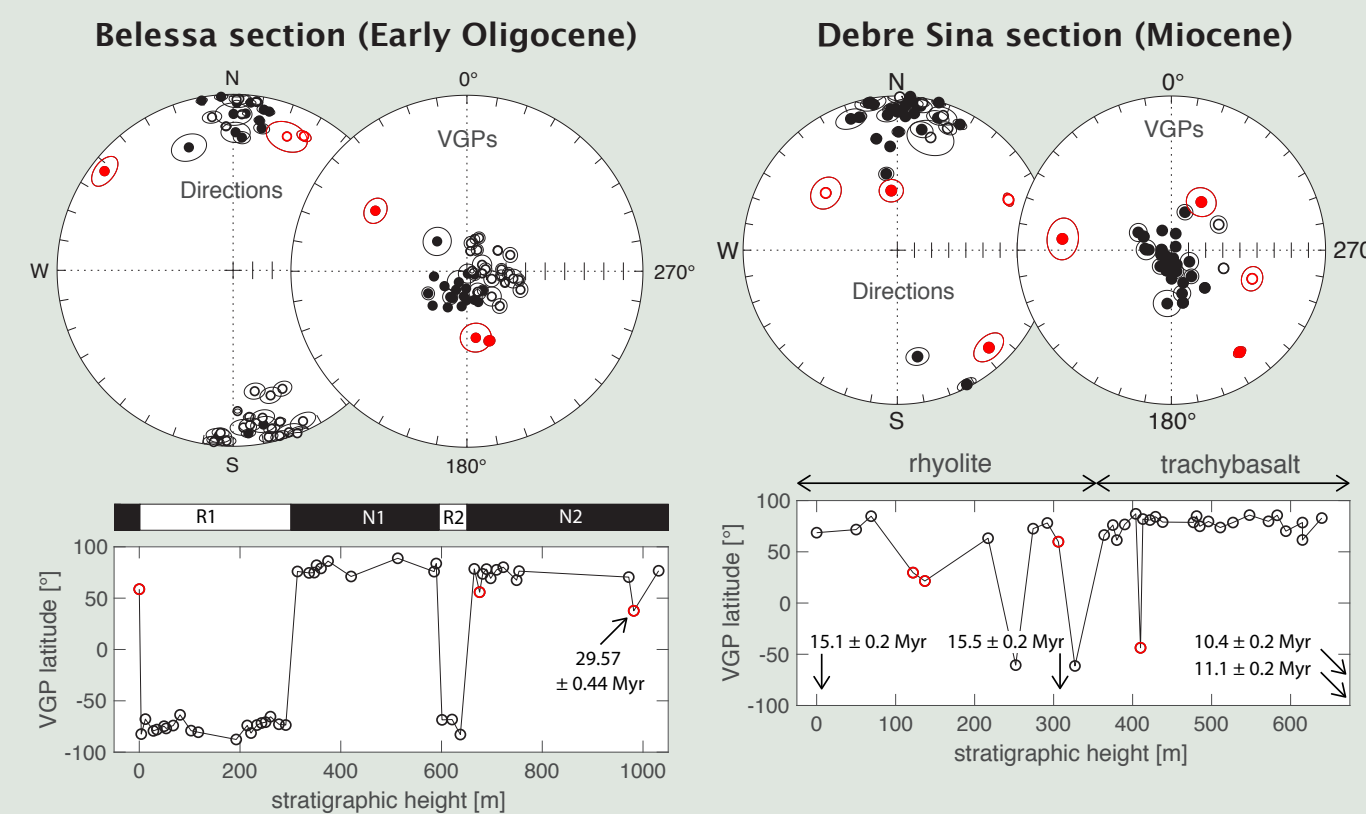 Belessa section (Early Oligocene)
N
0°
VGPs
Directions
W
270°
S
180°
R1
N1
R2
N2
100
50
0
-50
-100
VGP latitude [°]
29.57
± 0.44 Myr
0
200
400
600
800
1000
stratigraphic height [m]
Debre Sina section (Miocene)
N
0°
VGPs
W
270
Directions
S
180°
rhyolite
trachybasalt
100
50
0
-50
-100
VGP latitude [°]
15.1 ± 0.2 Myr
15.5 ± 0.2 Myr
10.4 ± 0.2 Myr
11.1 ± 0.2 Myr
0
100
200
300
400
500
600
stratigraphic height [m]